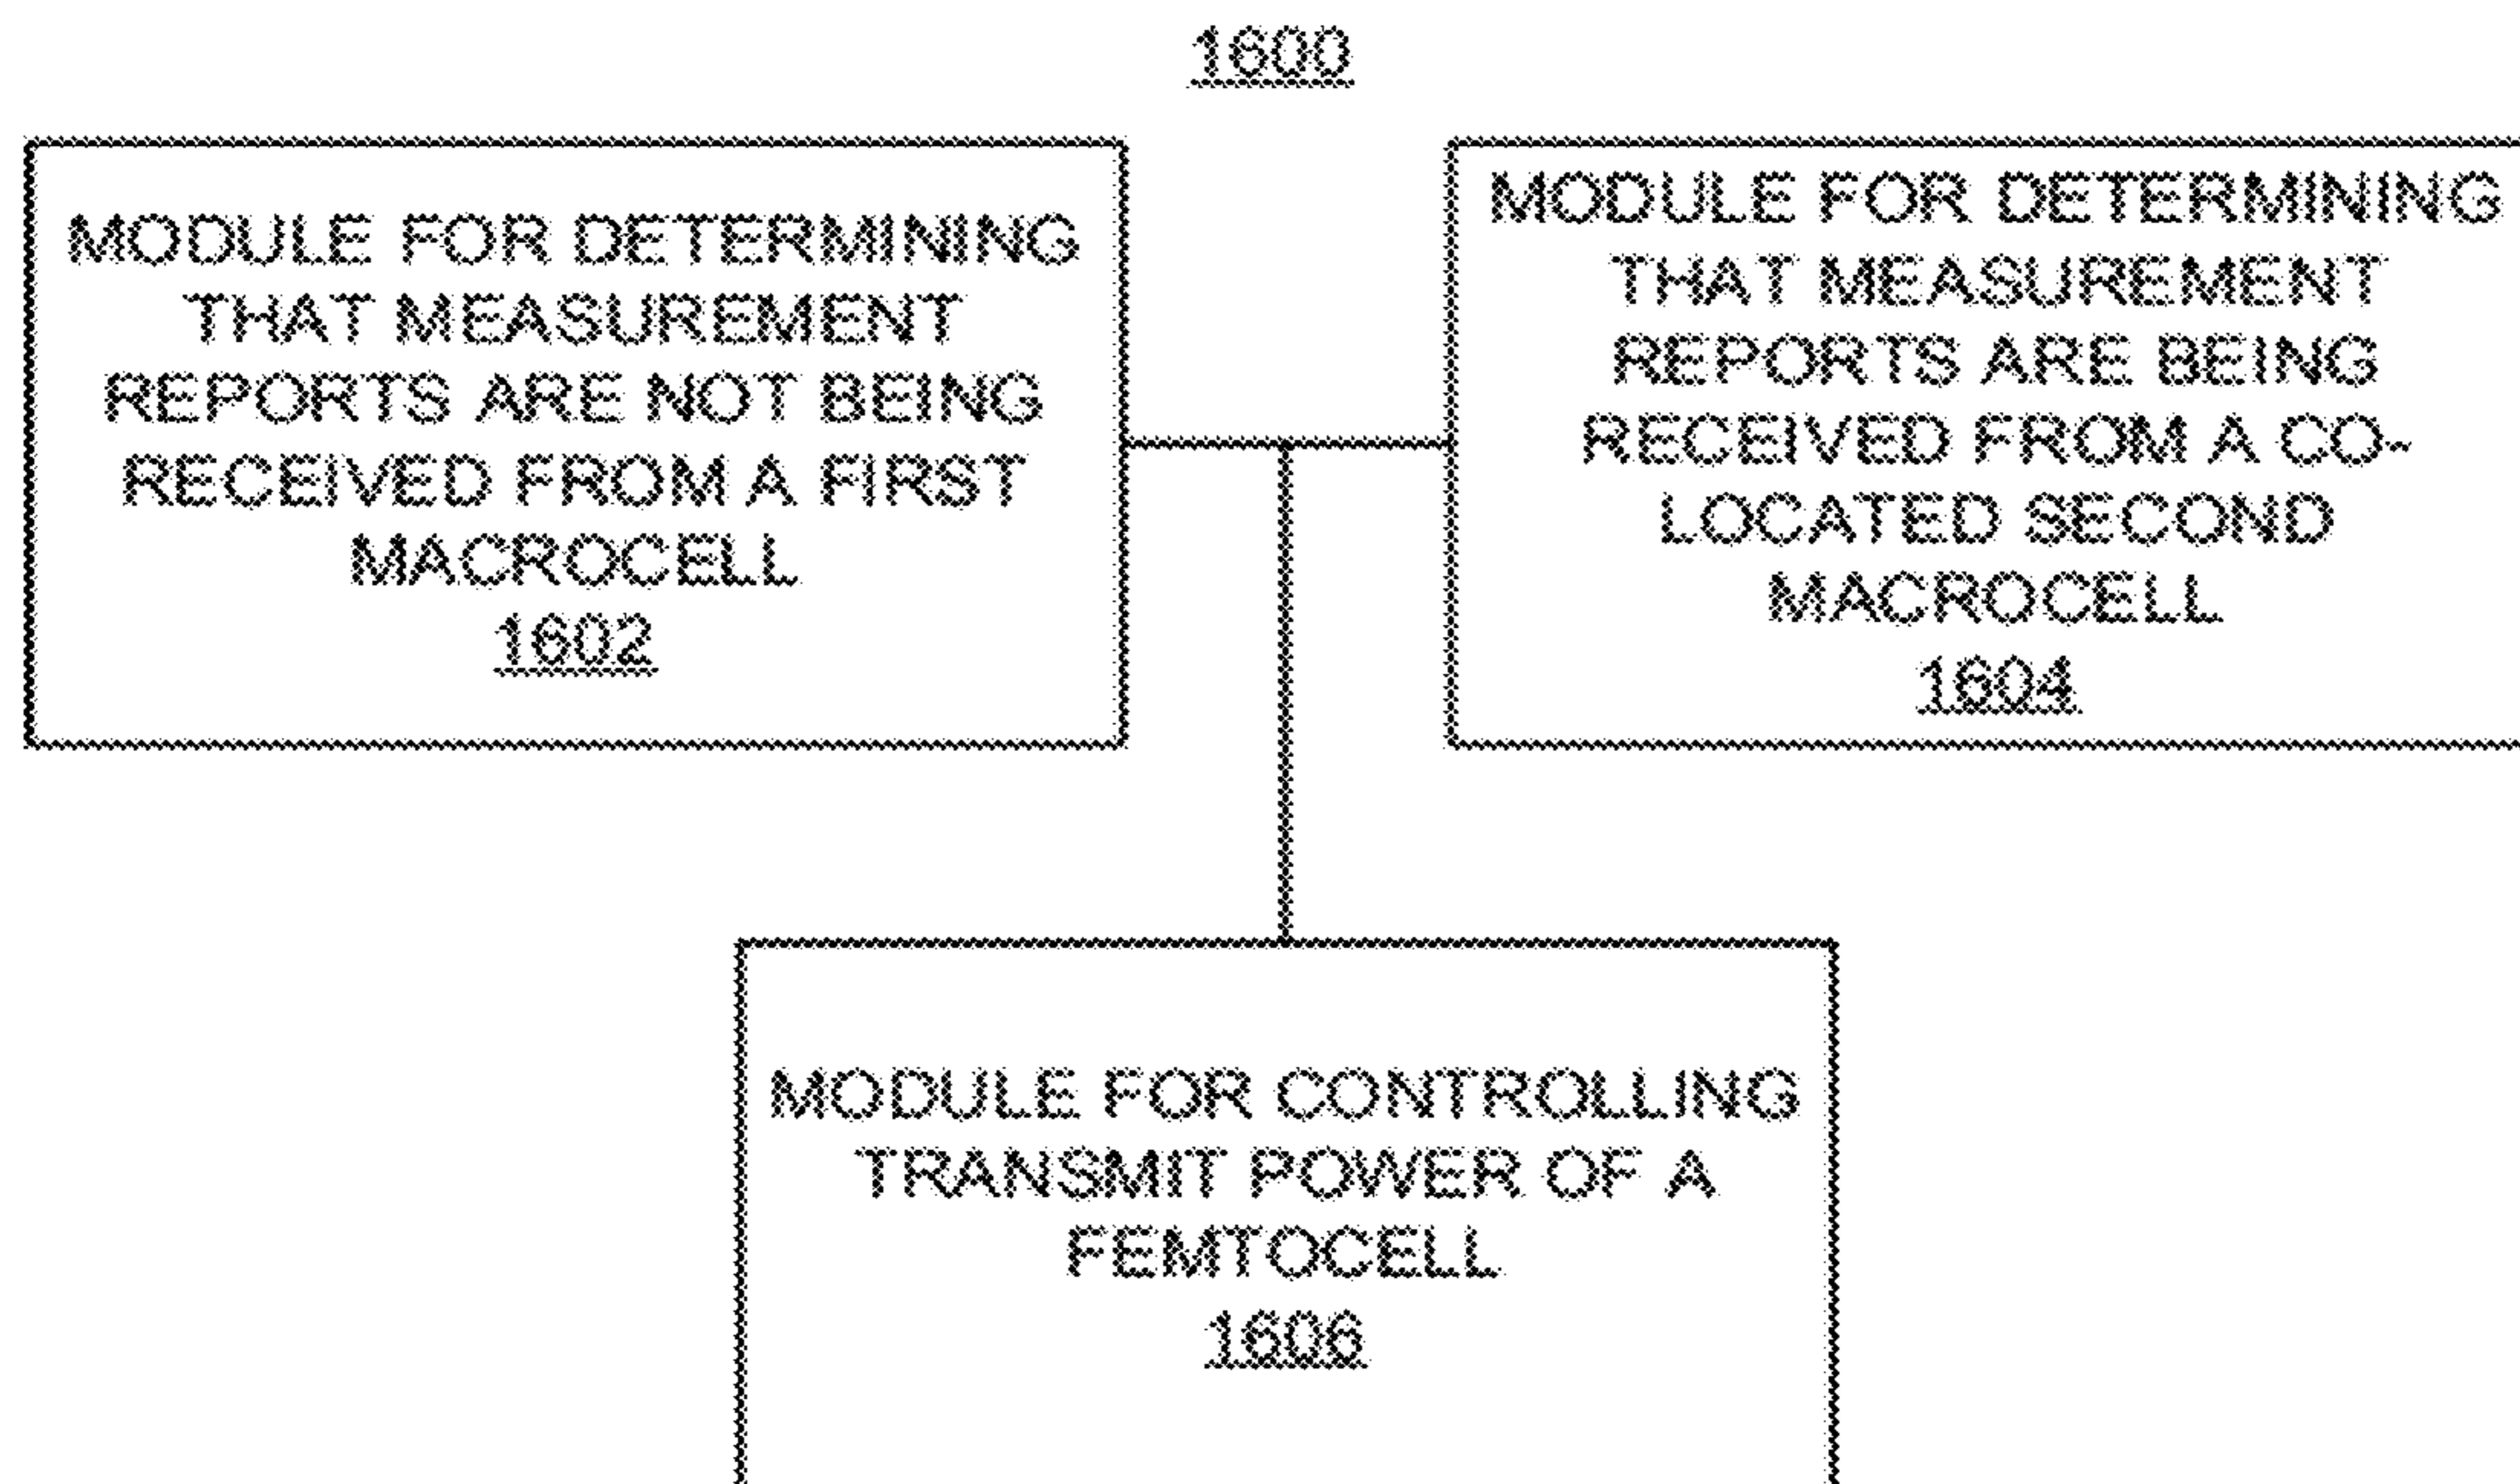 1600
MODULE FOR DETERMINING
THAT MEASUREMENT
REPORTS ARE NOT BEING
RECEIVED FROM A FIRST
MACROCELL
1602
MODULE FOR DETERMINING
THAT MEASUREMENT
REPORTS ARE BEING
RECEIVED FROM A CO-
LOCATED SECOND
MACROCELL
1604
MODULE FOR CONTROLLING
TRANSMIT POWER OF A
FEMTOCELL
1606